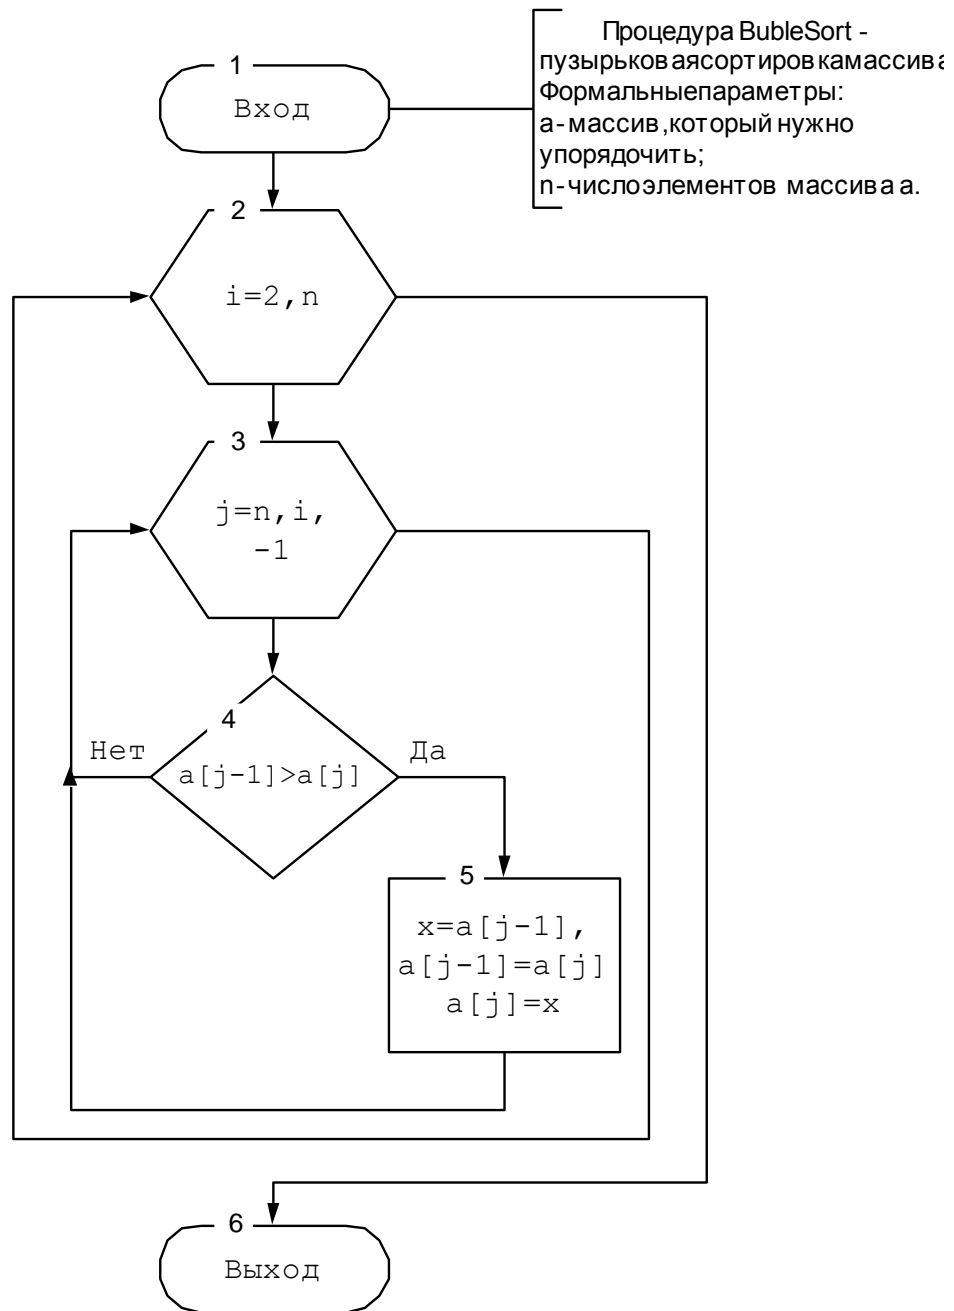 Процедура BubleSort -
пузырьковаясортировкамассива
Формальныепараметры:
a-массив,который нужно
упорядочить;
n-числоэлементов массива a.
1
Вход
2
i=2,n
3
j=n,i,
-1
4
Нет
Да
a[j-1]>a[j]
5
x=a[j-1],
a[j-1]=a[j]
a[j]=x
6
Выход